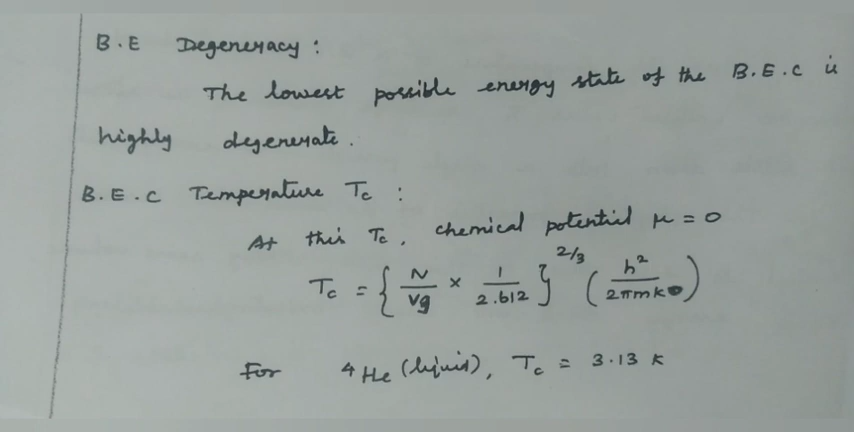 B.E Degeneracy :
The lowest possible energy state of the B.E.C is
highly degenerate.
B.E.C Temperature Tc :
At this Tc, chemical potential μ = 0
Tc = { N/Vg × 1/2.612 }^2/3 ( h²/2πmk )
For ⁴He (liquid), Tc = 3.13 K